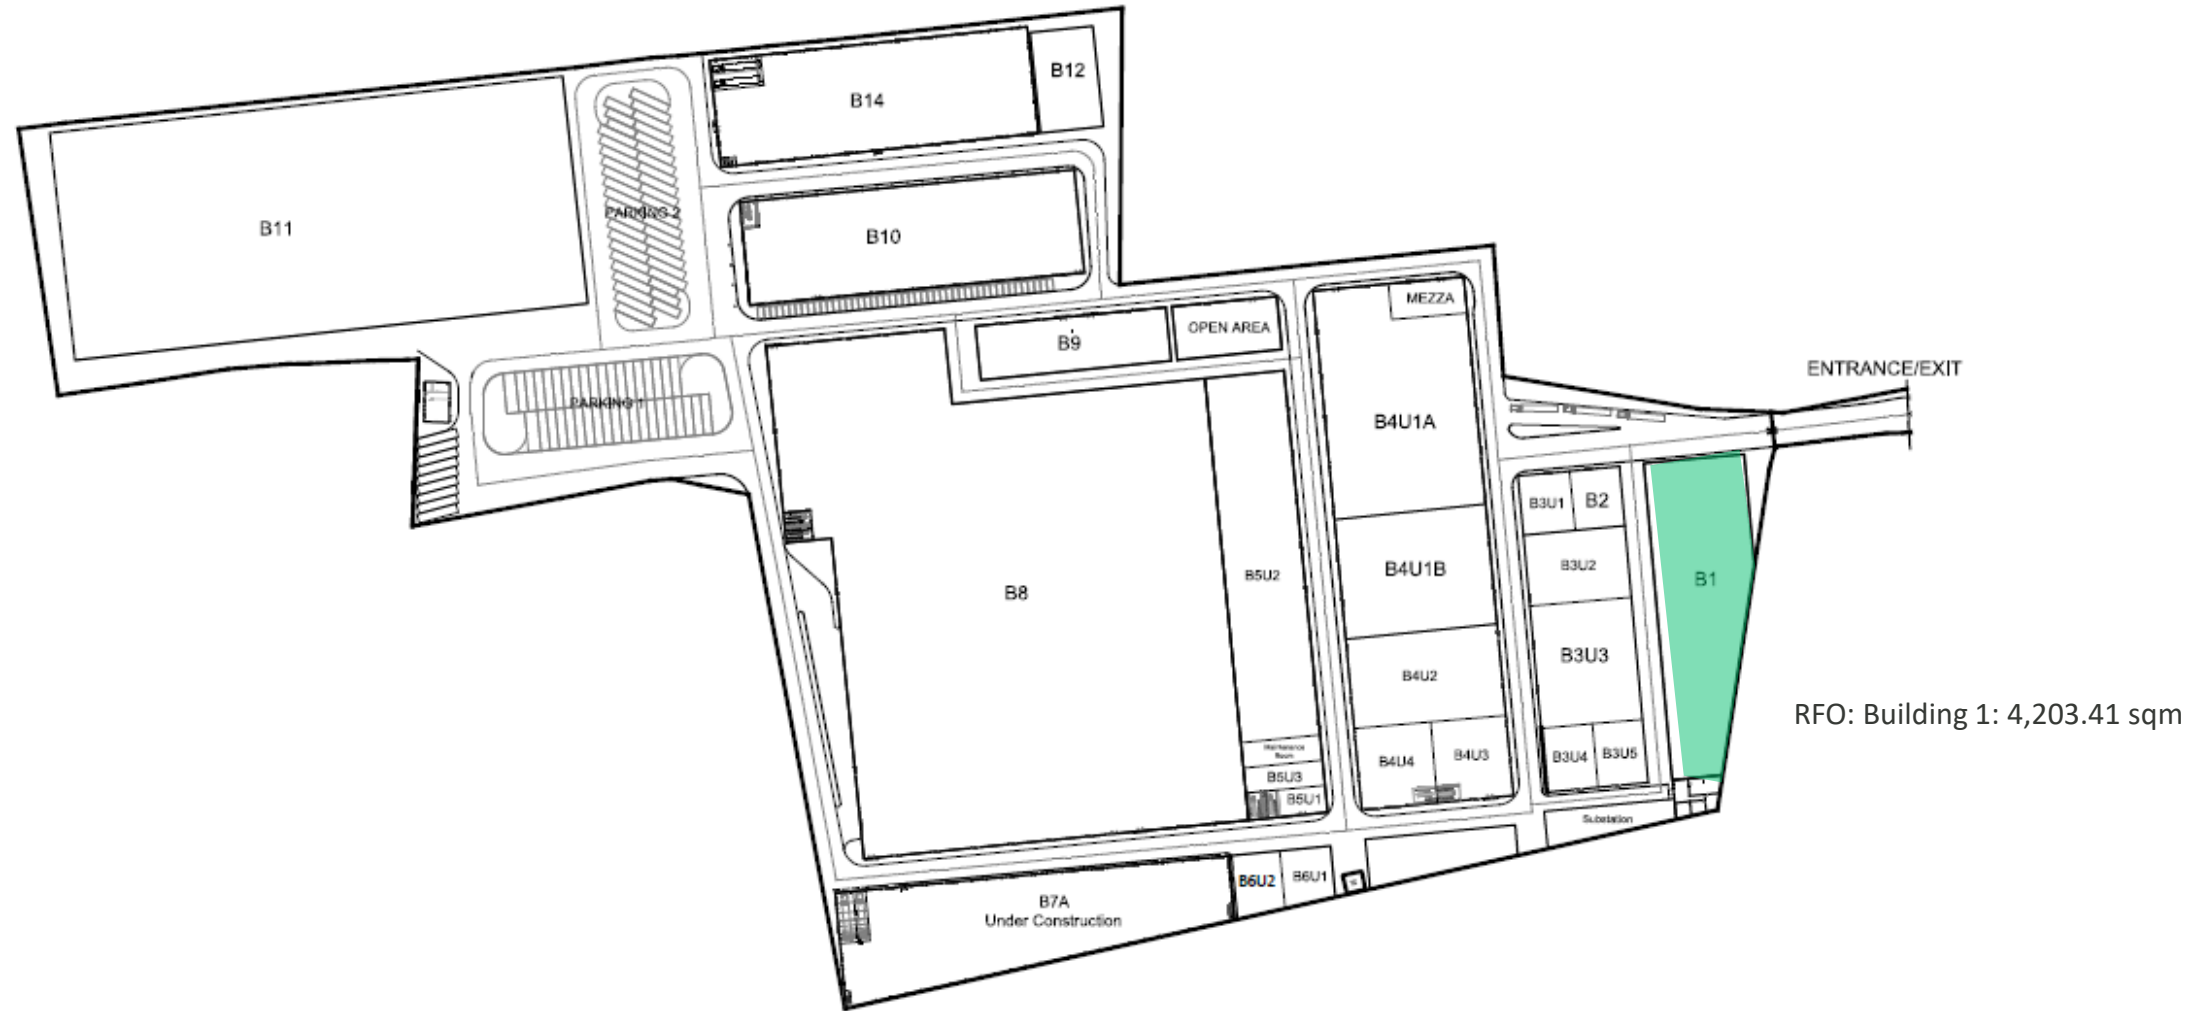 B12
B14
PARKING 2
B11
B10
MEZZA
OPEN AREA
B9
ENTRANCE/EXIT
PARKING 1
B4U1A
B3U1
B2
B3U2
B5U2
B4U1B
B1
B8
B3U3
B4U2
RFO: Building 1: 4,203.41 sqm
Maintenance
Room
B4U4
B4U3
B3U4
B3U5
B5U3
B5U1
Substation
B6U2
B6U1
B7A
Under Construction